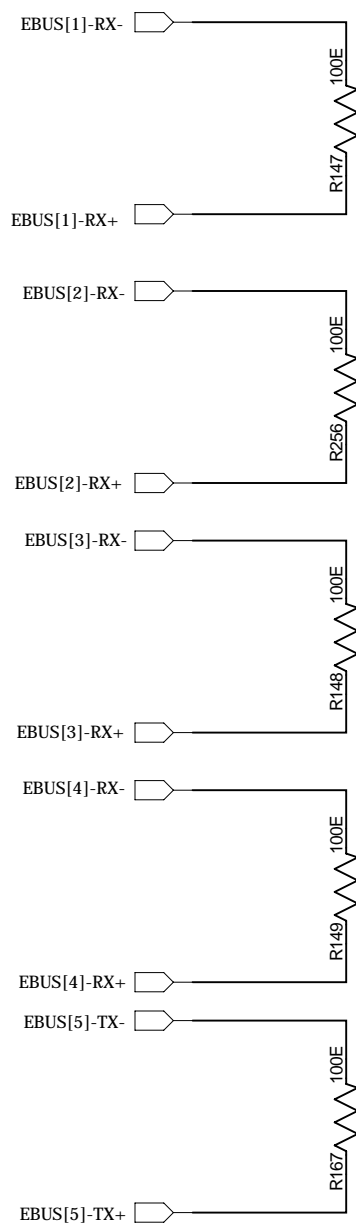 EBUS[1]-RX-
100E
R147
EBUS[1]-RX+
EBUS[2]-RX-
100E
R256
EBUS[2]-RX+
EBUS[3]-RX-
100E
R148
EBUS[3]-RX+
EBUS[4]-RX-
100E
R149
EBUS[4]-RX+
EBUS[5]-TX-
100E
R167
EBUS[5]-TX+